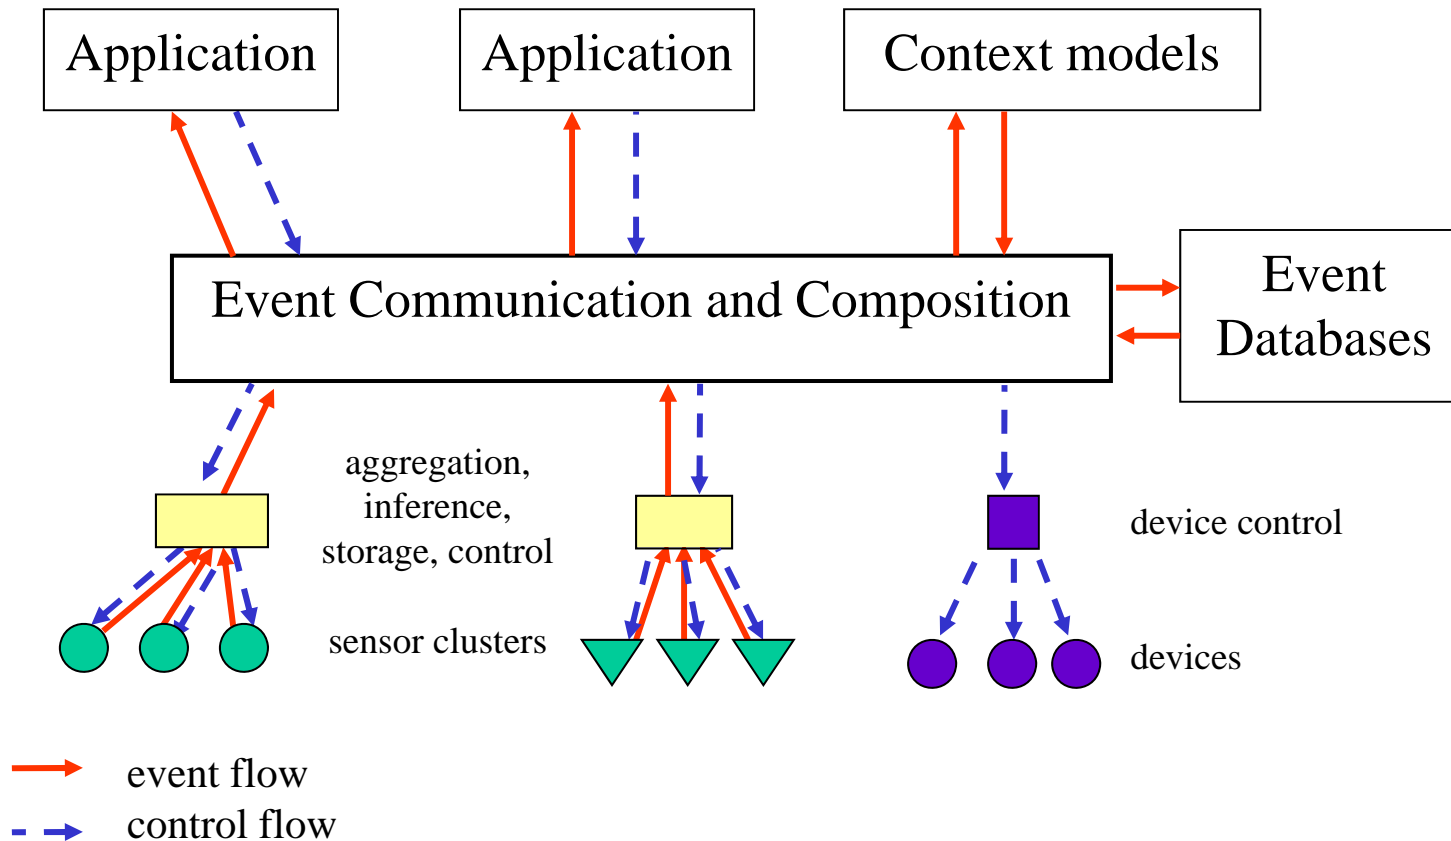 Application
Application
Context models
Event Communication and Composition
Event
Databases
aggregation,
inference,
storage, control
device control
sensor clusters
devices
event flow
control flow